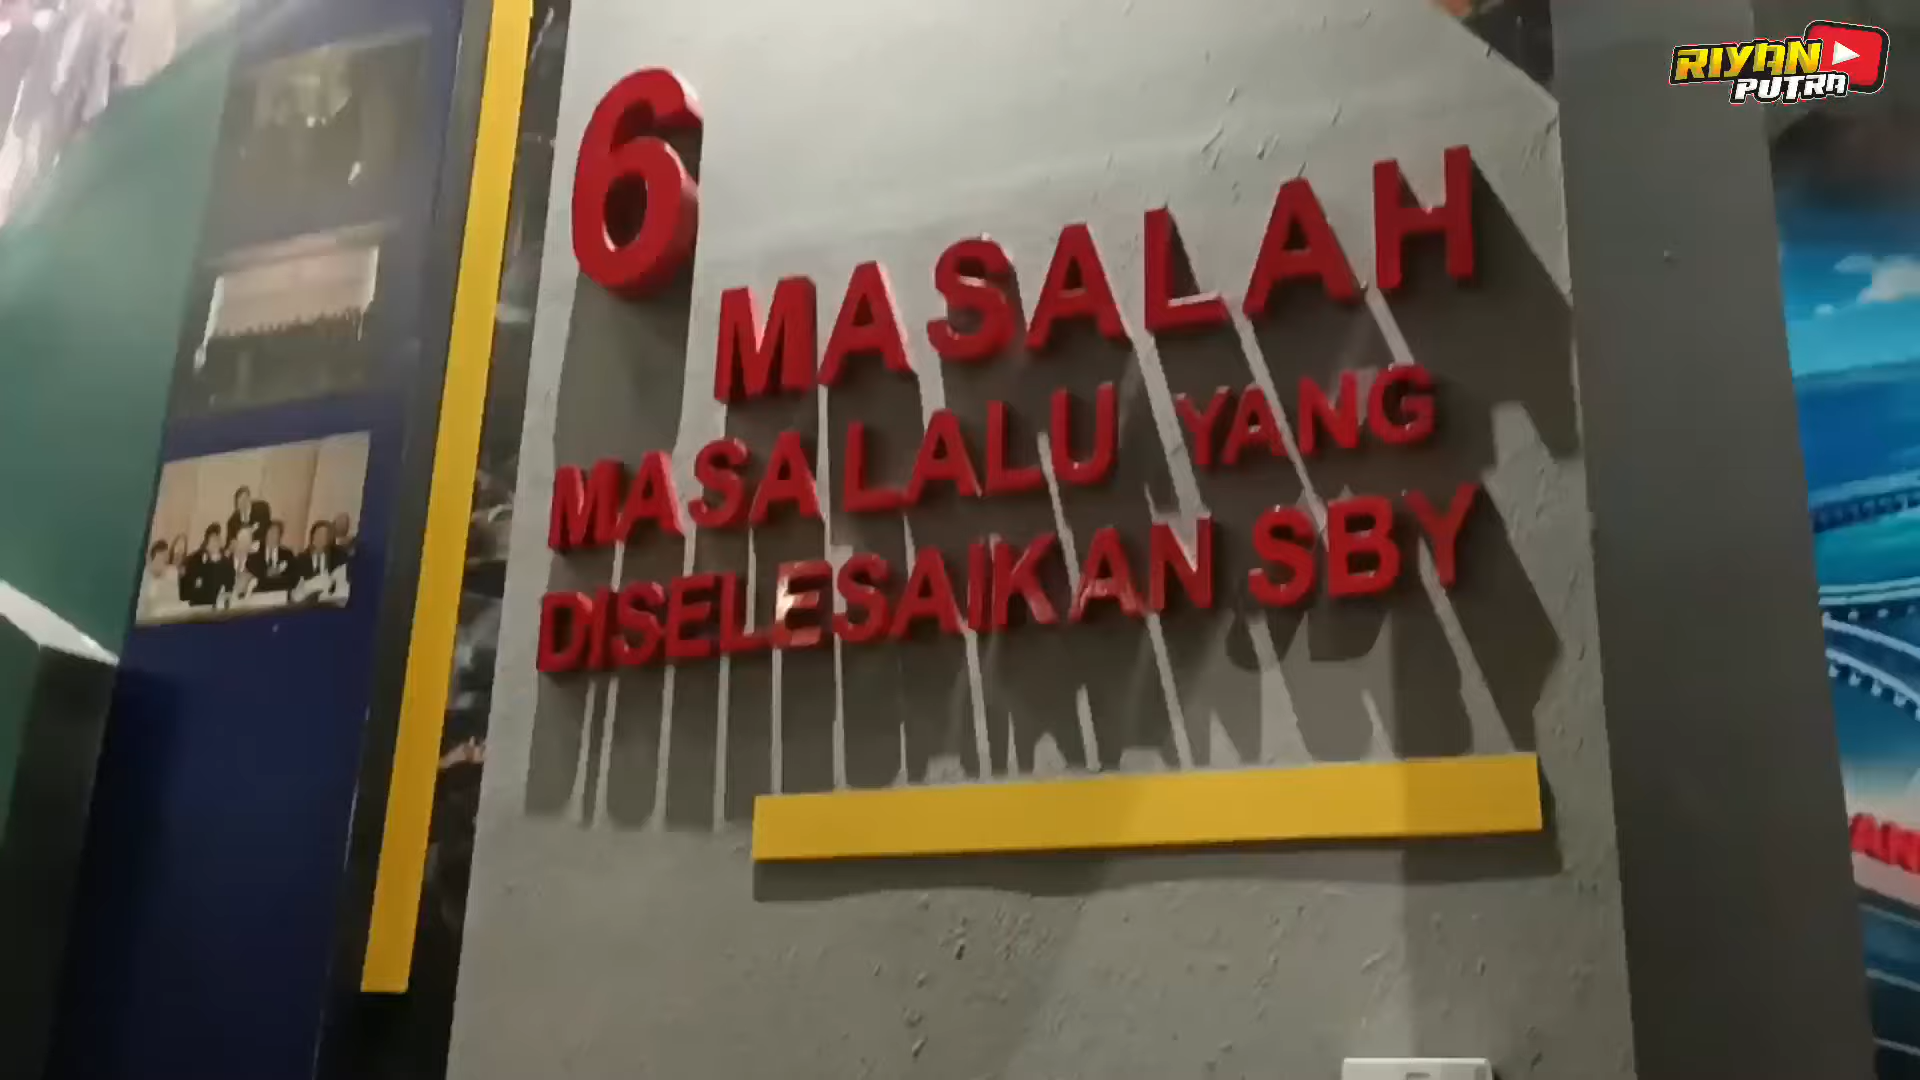 RIYAN
PUTRA
6
MASALAH
MASA LALU YANG
DISELESAIKAN SBY